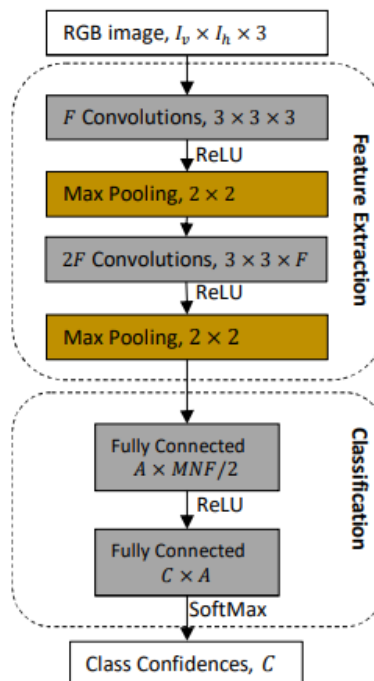 RGB image, I_v × I_h × 3
F Convolutions, 3 × 3 × 3
ReLU
Max Pooling, 2 × 2
2F Convolutions, 3 × 3 × F
ReLU
Max Pooling, 2 × 2
Feature Extraction
Fully Connected
A × MNF/2
ReLU
Fully Connected
C × A
SoftMax
Classification
Class Confidences, C